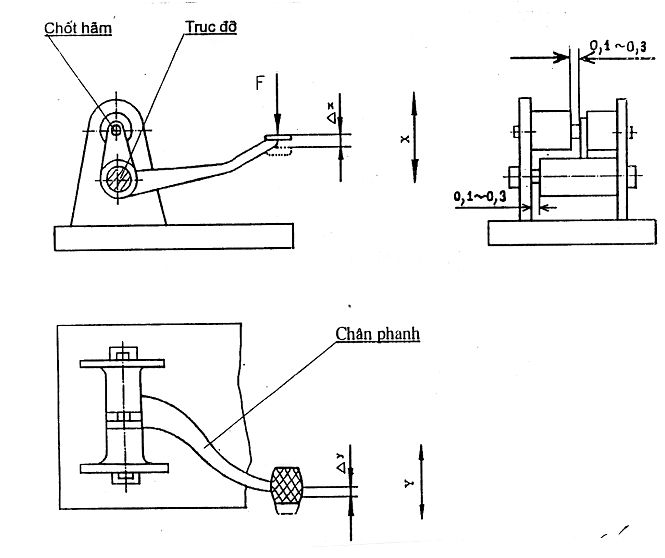 Chốt hãm
Trục đỡ
F
Δx
X
0,1~0,3
0,1~0,3
Chân phanh
Δy
Y